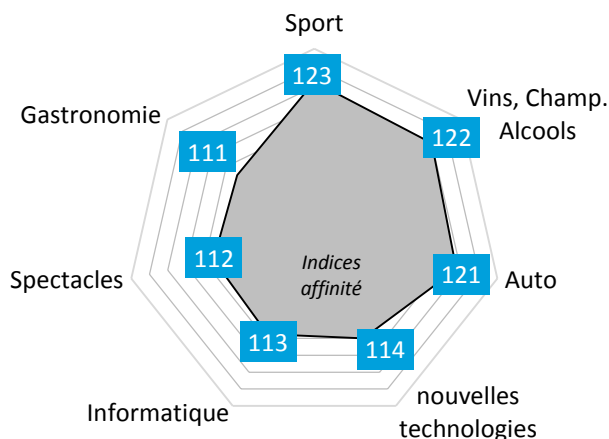 Sport
123
Vins, Champ.
Alcools
122
Gastronomie
111
Spectacles
112
Indices
affinité
121
Auto
113
114
Informatique
nouvelles
technologies